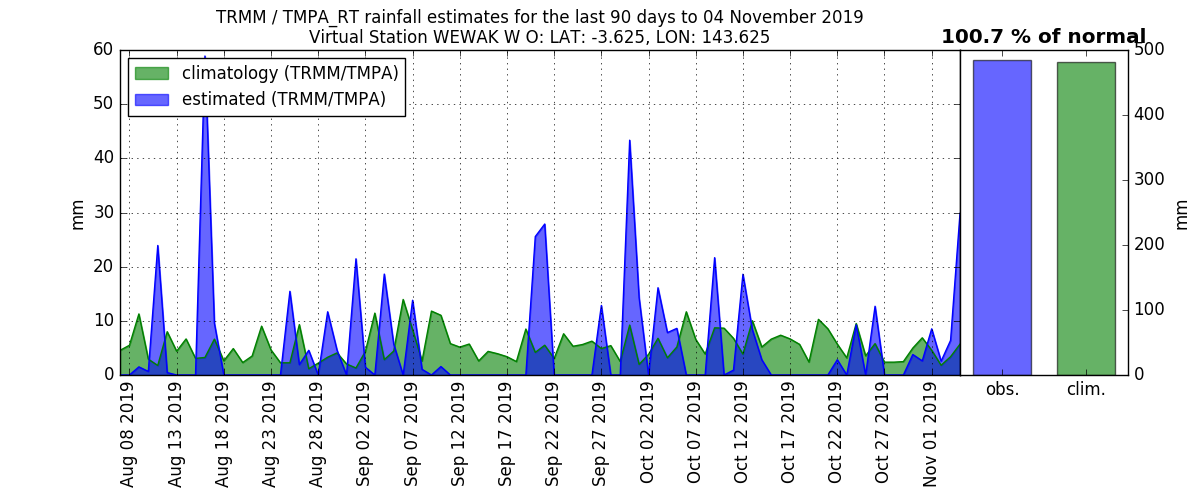 TRMM / TMPA_RT rainfall estimates for the last 90 days to 04 November 2019
Virtual Station WEWAK W O: LAT: -3.625, LON: 143.625
100.7 % of normal
climatology (TRMM/TMPA)
estimated (TRMM/TMPA)
60
50
40
30
20
10
0
mm
500
400
300
200
100
0
mm
Aug 08 2019
Aug 13 2019
Aug 18 2019
Aug 23 2019
Aug 28 2019
Sep 02 2019
Sep 07 2019
Sep 12 2019
Sep 17 2019
Sep 22 2019
Sep 27 2019
Oct 02 2019
Oct 07 2019
Oct 12 2019
Oct 17 2019
Oct 22 2019
Oct 27 2019
Nov 01 2019
obs.
clim.